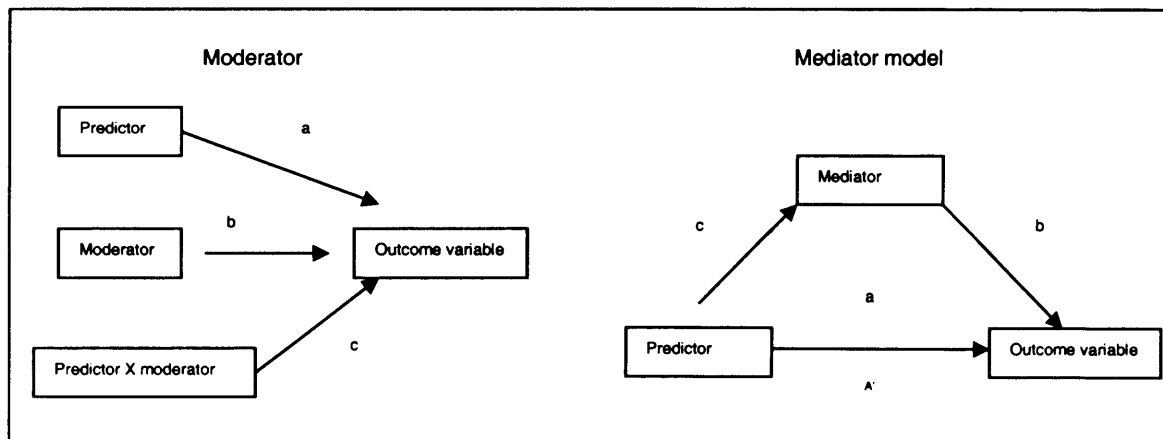 Moderator
Predictor
a
Moderator
b
Outcome variable
Predictor X moderator
c
Mediator model
Mediator
c
b
a
Predictor
Outcome variable
A'